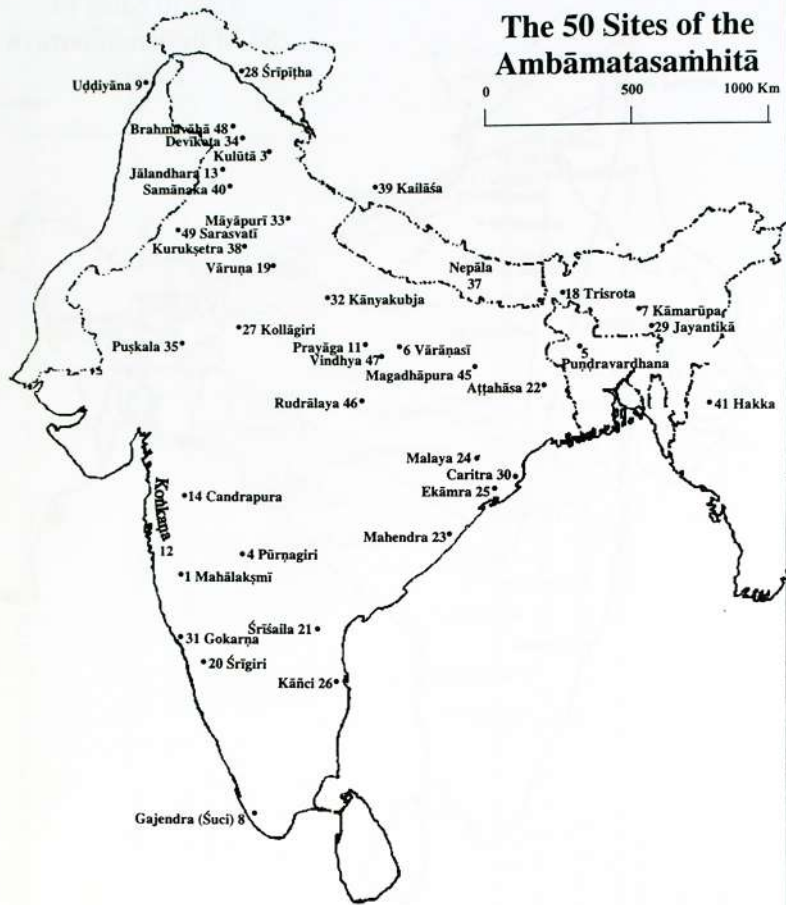 The 50 Sites of the
Ambāmatasaṁhitā
0 500 1000 Km
28 Śrīpīṭha
Uḍḍiyāna 9
Brahmavāhā 48
Devīkaṭa 34
Kulūtā 3
Jālandhara 13
Samānaka 40
39 Kailāśa
Māyāpurī 33
49 Sarasvatī
Kurukṣetra 38
Vāruṇa 19
Nepāla
37
18 Trisrota
32 Kānyakubja
7 Kāmarūpa
29 Jayantikā
27 Kollāgiri
Puṣkala 35
Prayāga 11
6 Vārāṇasī
5
Vindhya 47
Puṇḍravardhana
Magadhāpura 45
Aṭṭahāsa 22
Rudrālaya 46
41 Hakka
Malaya 24
Caritra 30
Ekāmra 25
14 Candrapura
Koṅkaṇa
12
Mahendra 23
4 Pūrṇagiri
1 Mahālakṣmī
Śrīśaila 21
31 Gokarṇa
20 Śrīgiri
Kāñci 26
Gajendra (Śuci) 8